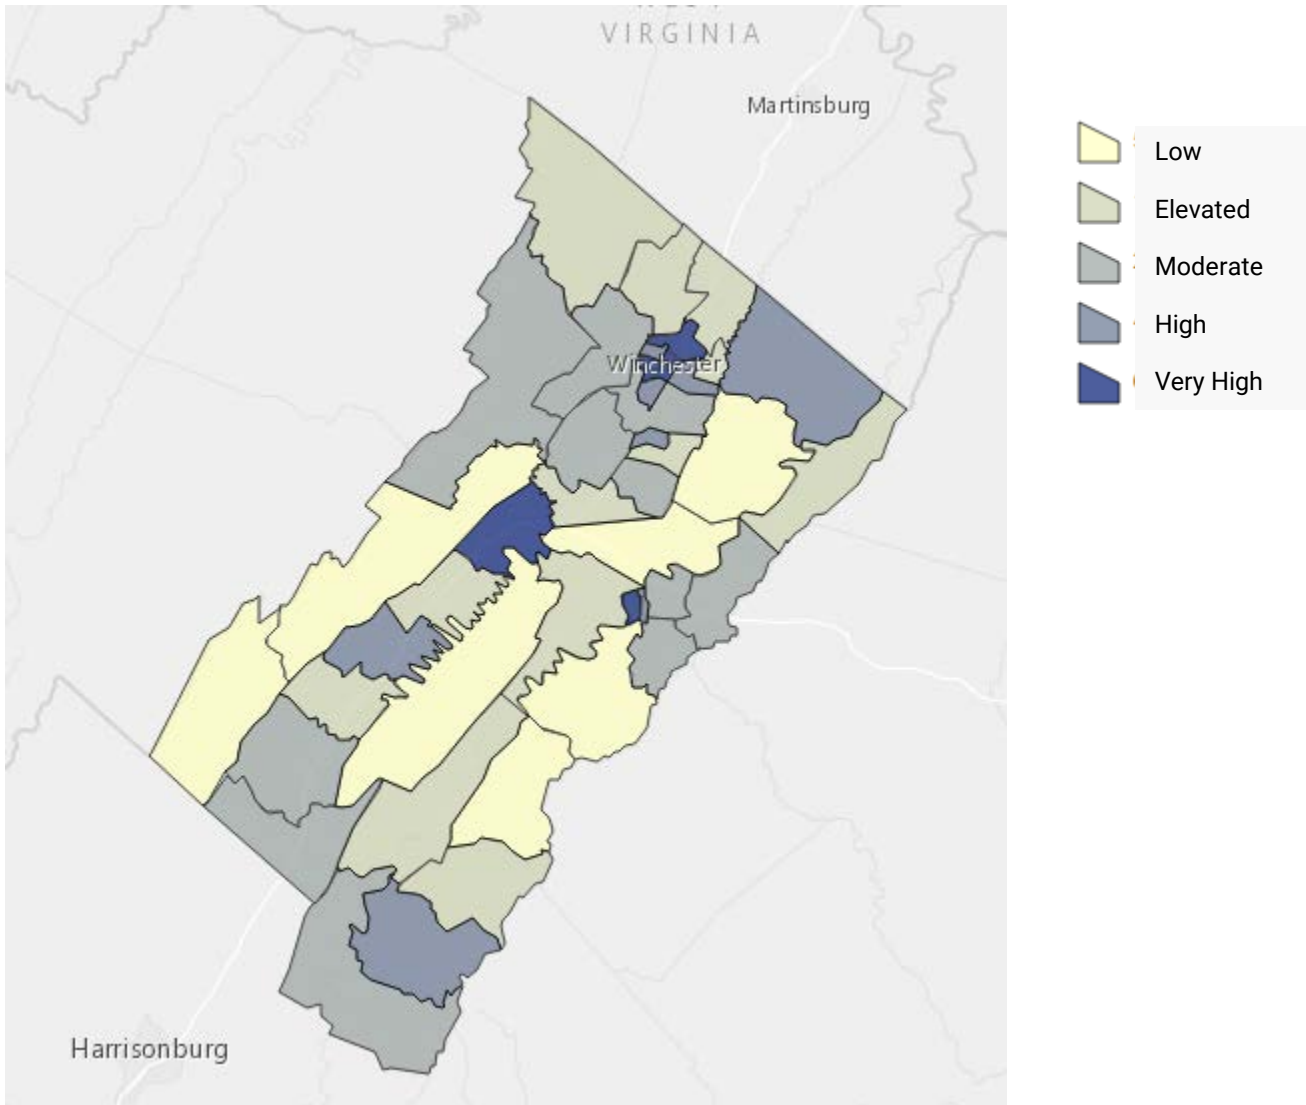 VIRGINIA
Martinsburg
Winchester
Harrisonburg
Low
Elevated
Moderate
High
Very High